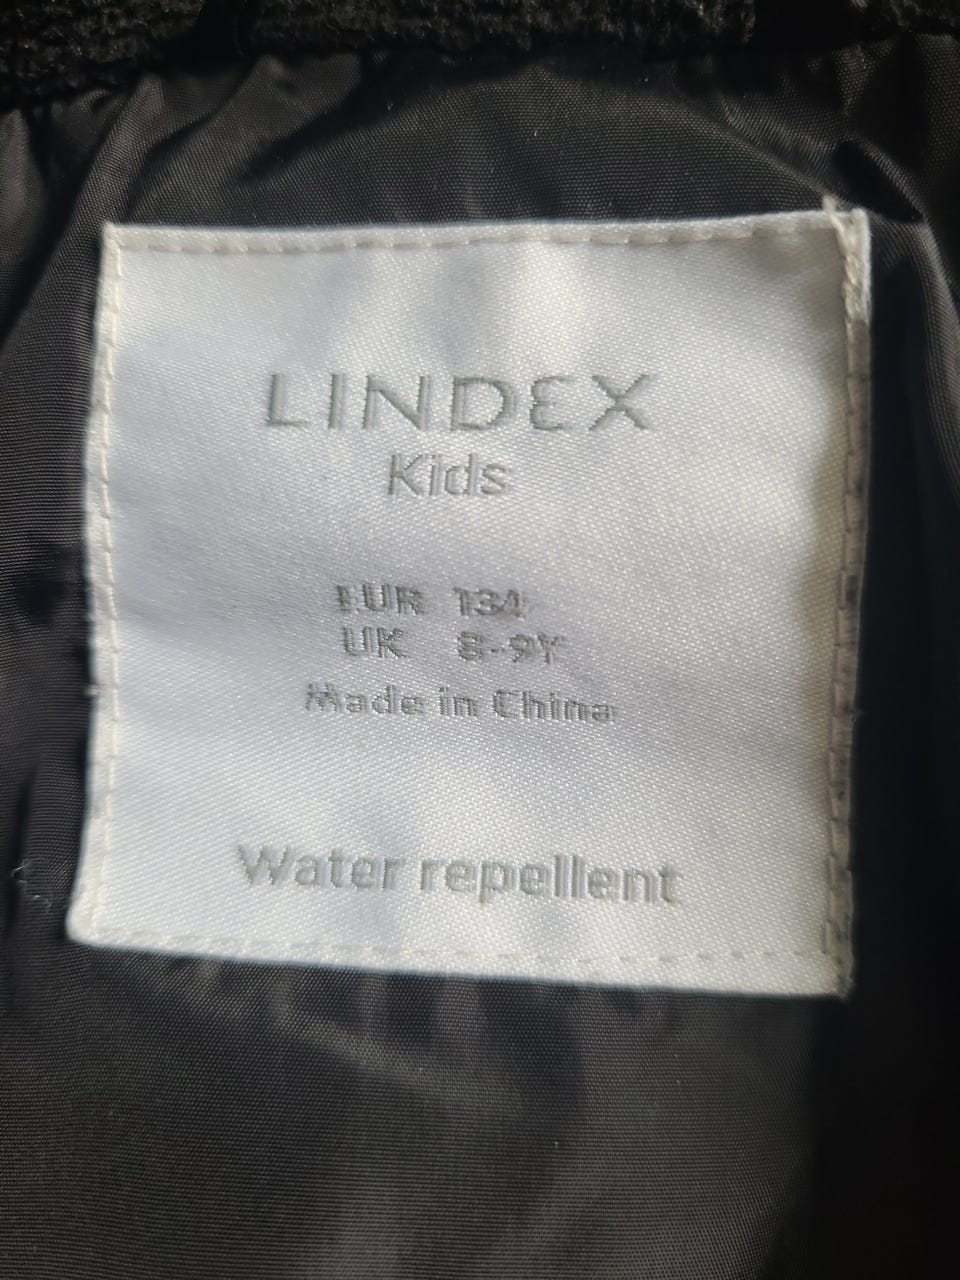 LINDEX
Kids
EUR 134
UK 8-9Y
Made in China
Water repellent